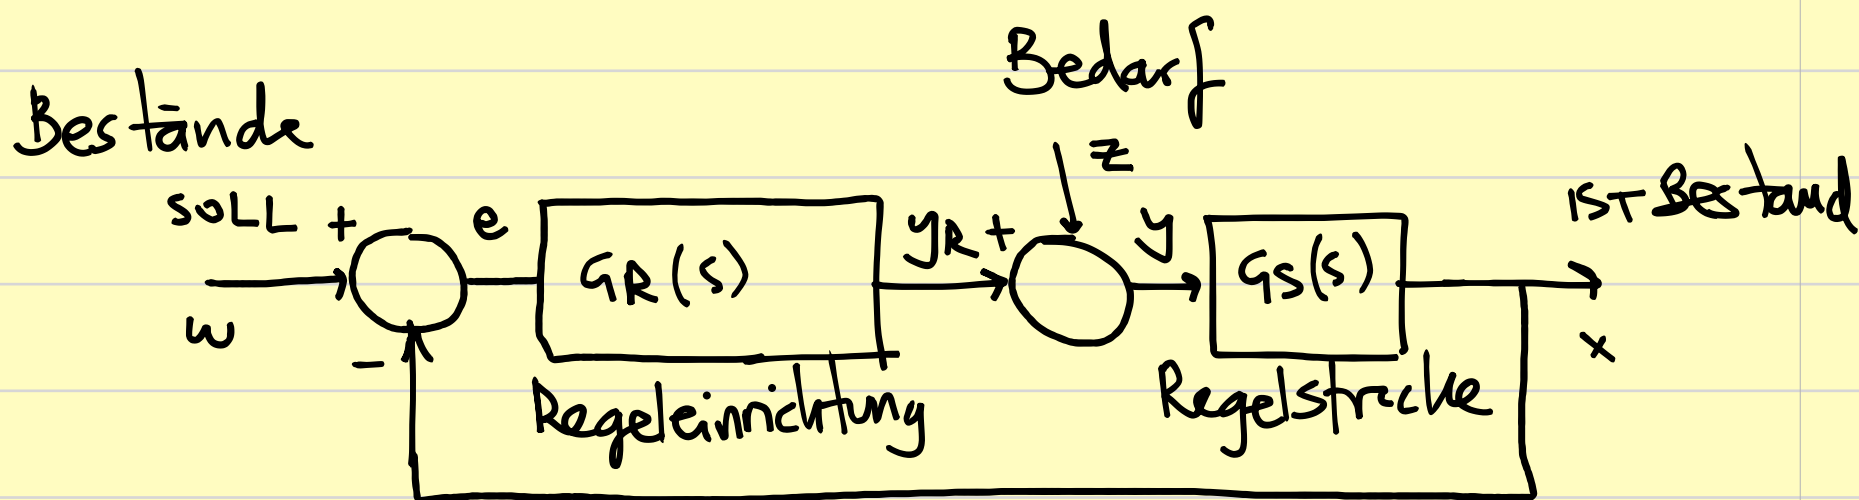 Bedarf
Bestände
z
SOLL + e yR + y IST Bestand
GR(s) GS(s)
w - x
Regeleinrichtung Regelstrecke